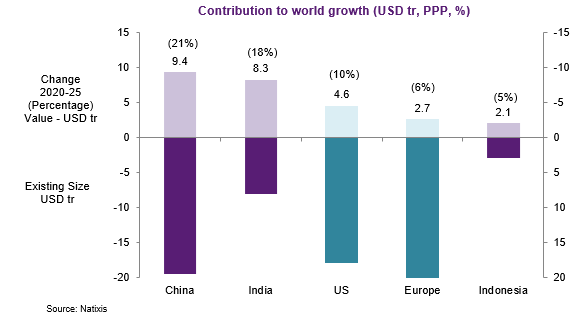 Contribution to world growth (USD tr, PPP, %)
15
10
5
0
-5
-10
-15
-20
-15
-10
-5
0
5
10
15
20
Change
2020-25
(Percentage)
Value - USD tr
Existing Size
USD tr
(21%)
9.4
(18%)
8.3
(10%)
4.6
(6%)
2.7
(5%)
2.1
China
India
US
Europe
Indonesia
Source: Natixis